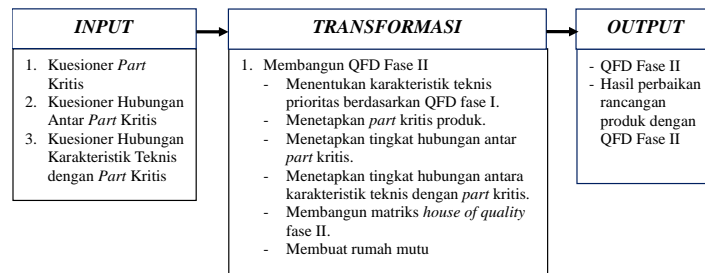 INPUT
1. Kuesioner Part
Kritis
2. Kuesioner Hubungan
Antar Part Kritis
3. Kuesioner Hubungan
Karakteristik Teknis
dengan Part Kritis
TRANSFORMASI
1. Membangun QFD Fase II
- Menentukan karakteristik teknis
prioritas berdasarkan QFD fase I.
- Menetapkan part kritis produk.
- Menetapkan tingkat hubungan antar
part kritis.
- Menetapkan tingkat hubungan antara
karakteristik teknis dengan part kritis.
- Membangun matriks house of quality
fase II.
- Membuat rumah mutu
OUTPUT
- QFD Fase II
- Hasil perbaikan
rancangan
produk dengan
QFD Fase II